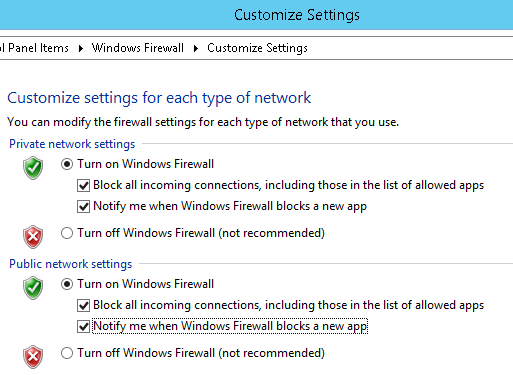 Customize Settings
l Panel Items ▸ Windows Firewall ▸ Customize Settings
Customize settings for each type of network
You can modify the firewall settings for each type of network that you use.
Private network settings
Turn on Windows Firewall
Block all incoming connections, including those in the list of allowed apps
Notify me when Windows Firewall blocks a new app
Turn off Windows Firewall (not recommended)
Public network settings
Turn on Windows Firewall
Block all incoming connections, including those in the list of allowed apps
Notify me when Windows Firewall blocks a new app
Turn off Windows Firewall (not recommended)